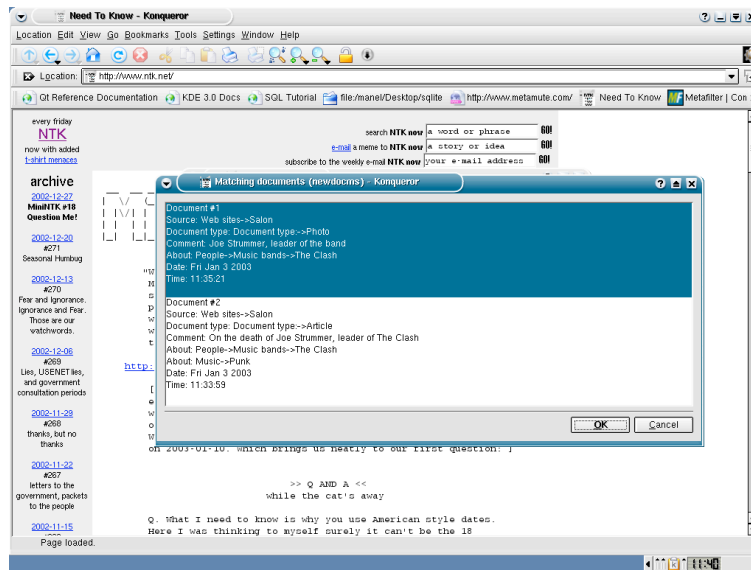 Need To Know - Konqueror
Location Edit View Go Bookmarks Tools Settings Window Help
Location: http://www.ntk.net/
Qt Reference Documentation KDE 3.0 Docs SQL Tutorial file:/manel/Desktop/sqlite http://www.metamute.com/ Need To Know Metafilter | Com
every friday
NTK
now with added
t-shirt menaces
search NTK now a word or phrase GO!
e-mail a meme to NTK now a story or idea GO!
subscribe to the weekly e-mail NTK now your e-mail address GO!
archive
2002-12-27
MiniNTK #18
Question Me!
2002-12-20
#271
Seasonal Humbug
2002-12-13
#270
Fear and Ignorance.
Ignorance and Fear.
Those are our
watchwords.
2002-12-06
#269
Lies, USENET lies,
and government
consultation periods
2002-11-29
#268
thanks, but no
thanks
2002-11-22
#267
letters to the
government, packets
to the people
2002-11-15
Matching documents (newdocms) - Konqueror
Document #1
Source: Web sites->Salon
Document type: Document type:->Photo
Comment: Joe Strummer, leader of the band
About: People->Music bands->The Clash
Date: Fri Jan 3 2003
Time: 11:35:21
Document #2
Source: Web sites->Salon
Document type: Document type:->Article
Comment: On the death of Joe Strummer, leader of The Clash
About: People->Music bands->The Clash
About: Music->Punk
Date: Fri Jan 3 2003
Time: 11:33:59
OK Cancel
http:
on 2003-01-10. Which brings us neatly to our first question: ]
>> Q AND A <<
while the cat's away
Q. What I need to know is why you use American style dates.
Here I was thinking to myself surely it can't be the 18
Page loaded.
11:40